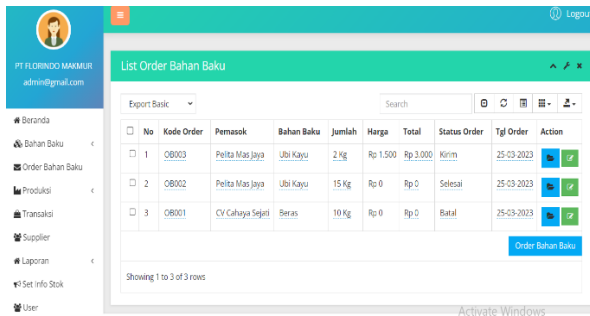 Logou
PT FLORINDO MAKMUR
admin@gmail.com
Beranda
Bahan Baku
Order Bahan Baku
Produksi
Transaksi
Supplier
Laporan
Set Info Stok
User
List Order Bahan Baku
Export Basic Search
No Kode Order Pemasok Bahan Baku Jumlah Harga Total Status Order Tgl Order Action
1 OB003 Pelita Mas Jaya Ubi Kayu 2 Kg Rp 1.500 Rp 3.000 Kirim 25-03-2023
2 OB002 Pelita Mas Jaya Ubi Kayu 15 Kg Rp 0 Rp 0 Selesai 25-03-2023
3 OB001 CV Cahaya Sejati Beras 10 Kg Rp 0 Rp 0 Batal 25-03-2023
Order Bahan Baku
Showing 1 to 3 of 3 rows
Activate Windows